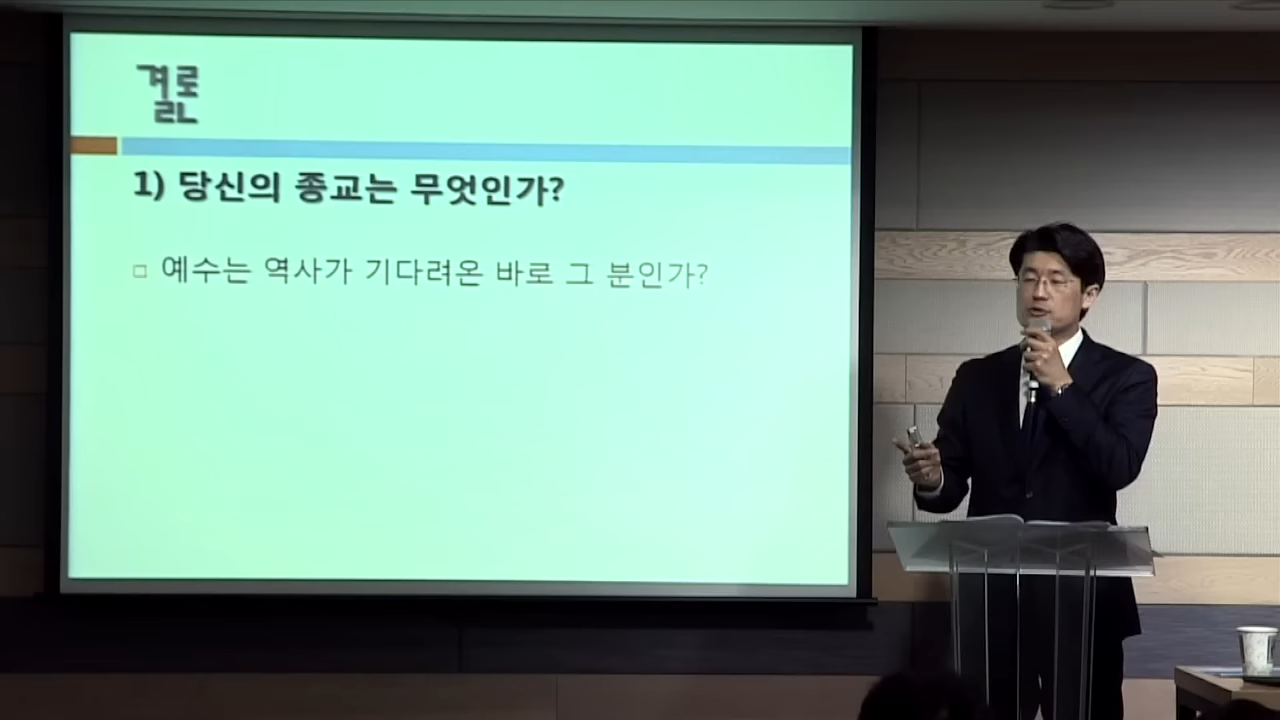 결론
1) 당신의 종교는 무엇인가?
□ 예수는 역사가 기다려온 바로 그 분인가?